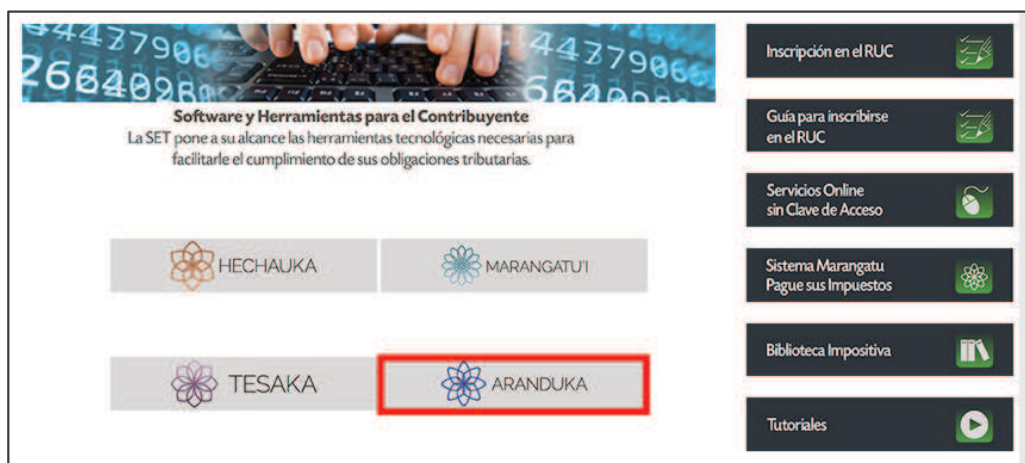 Software y Herramientas para el Contribuyente
La SET pone a su alcance las herramientas tecnológicas necesarias para
facilitarle el cumplimiento de sus obligaciones tributarias.
HECHAUKA
MARANGATU'I
TESAKA
ARANDUKA
Inscripción en el RUC
Guía para inscribirse
en el RUC
Servicios Online
sin Clave de Acceso
Sistema Marangatu
Pague sus Impuestos
Biblioteca Impositiva
Tutoriales